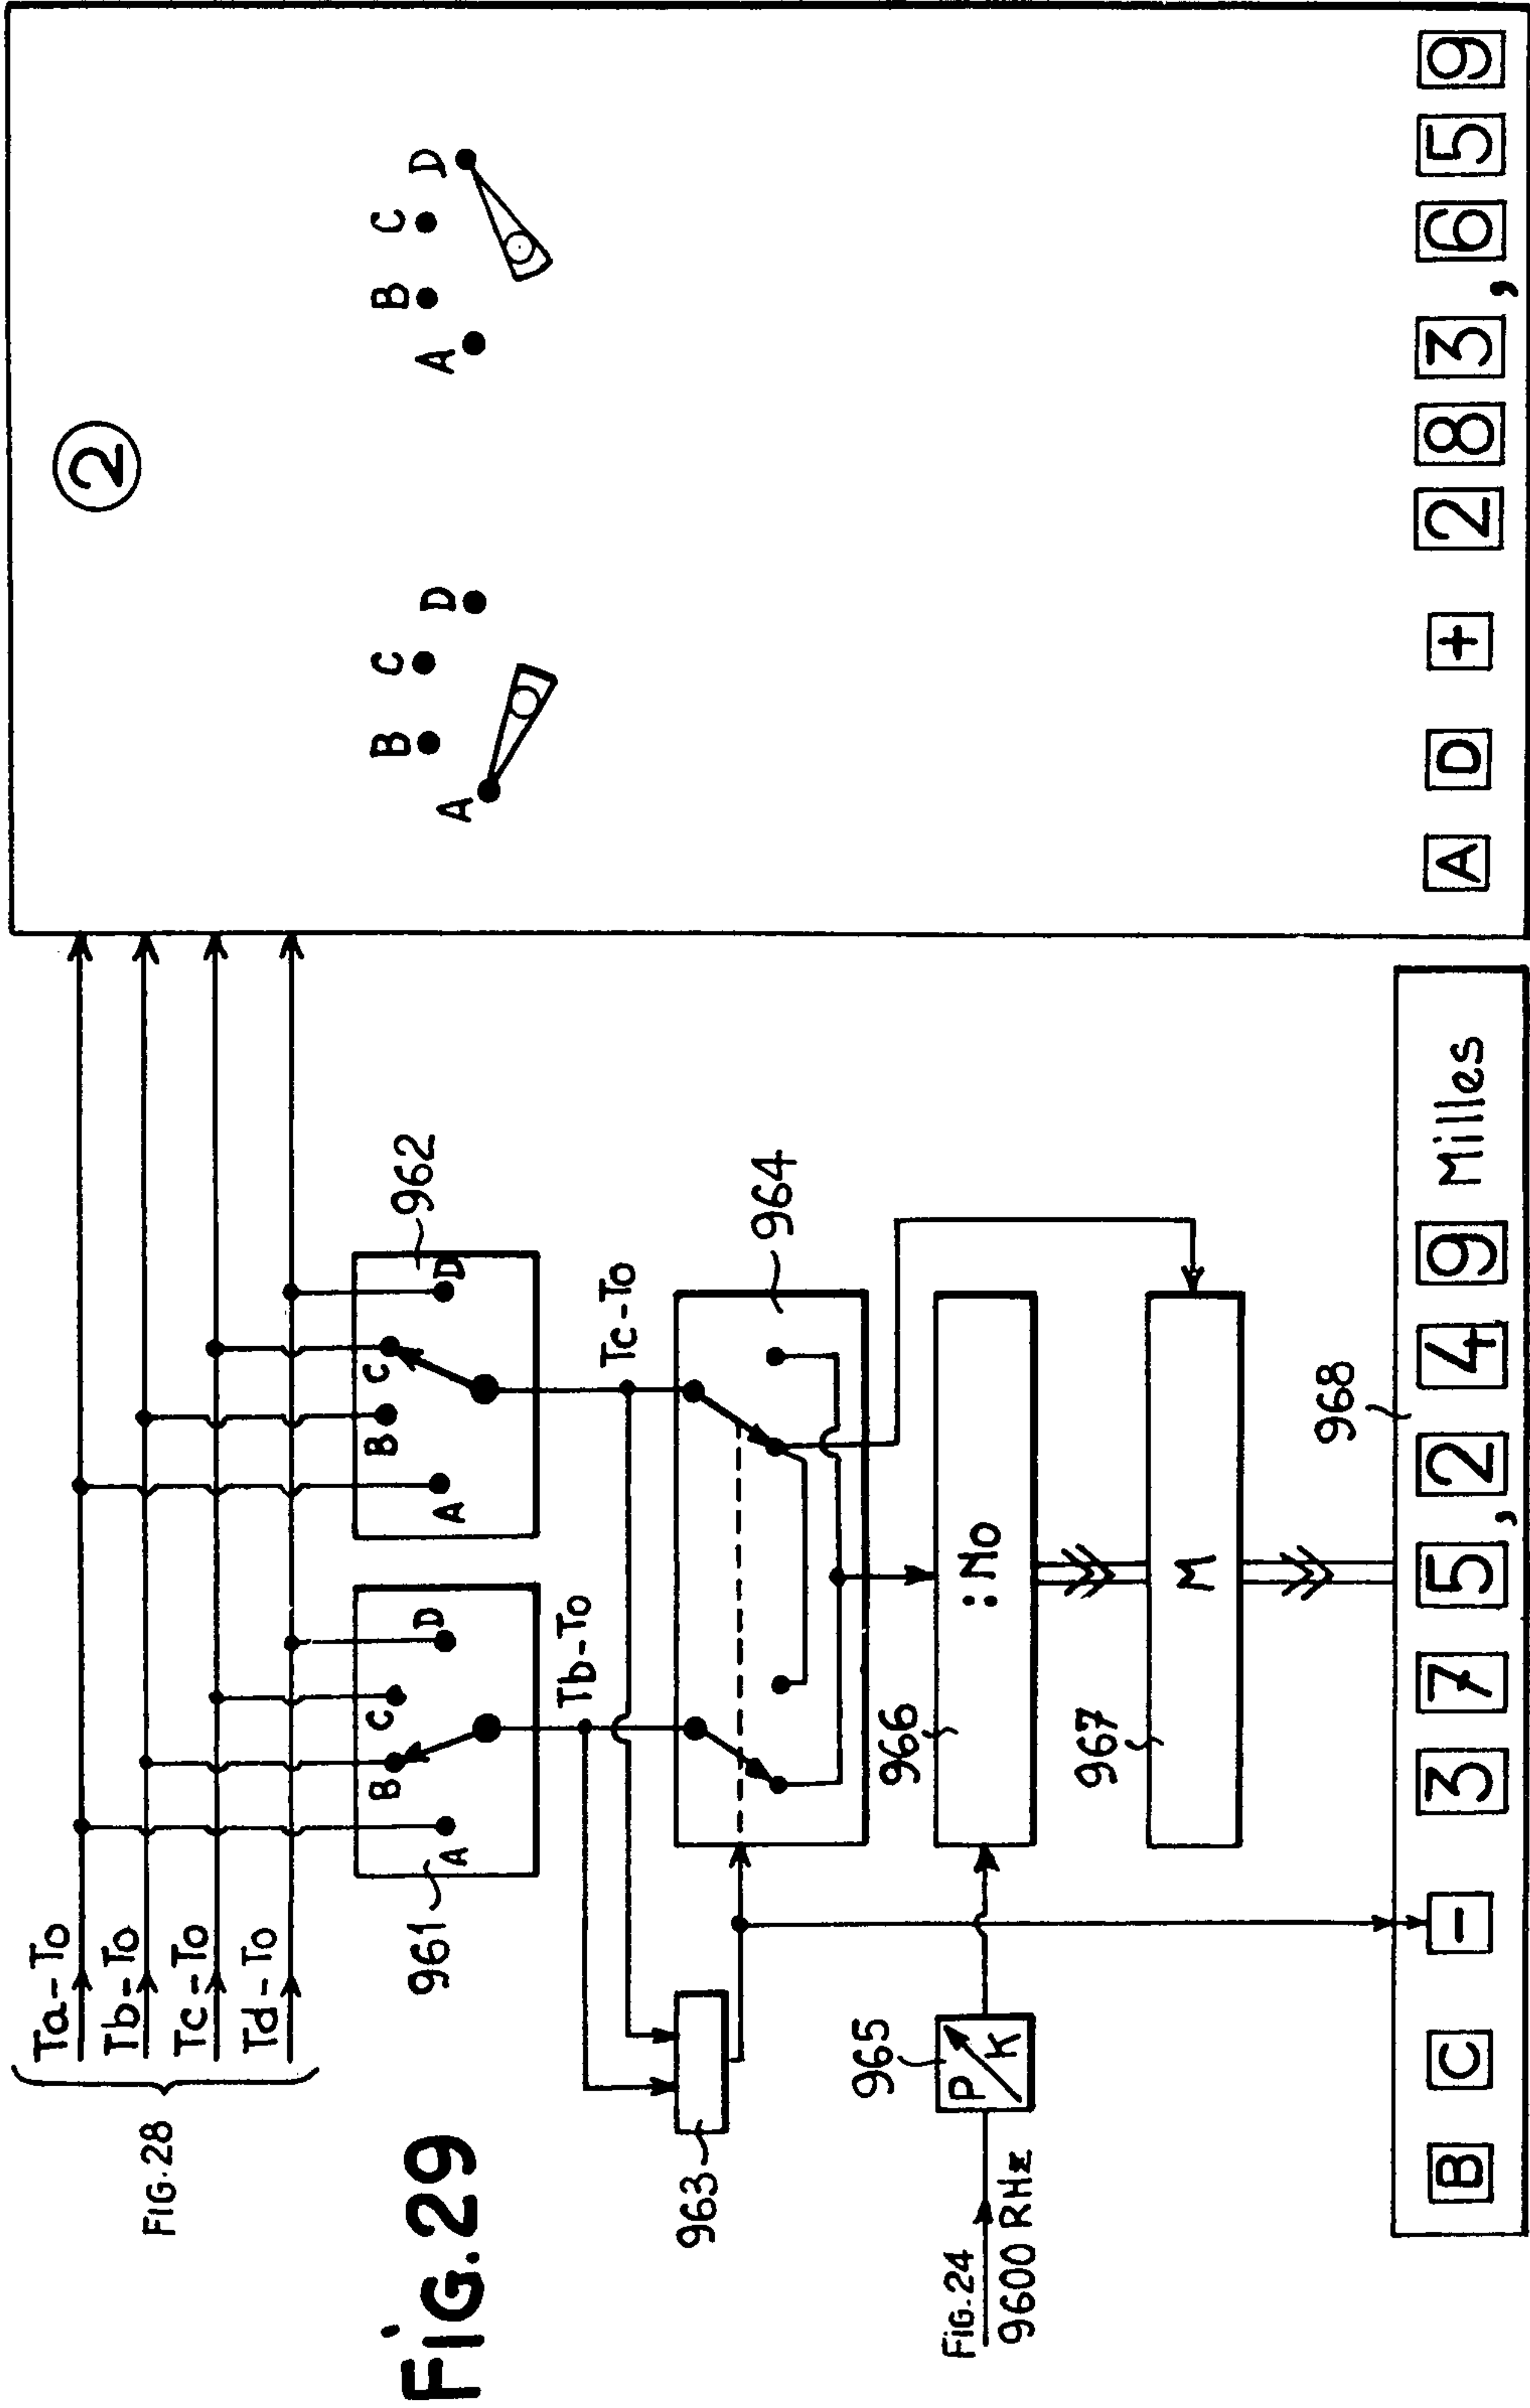 FIG. 29
FIG. 28
Ta-To
Tb-To
Tc-To
Td-To
2
961
A
B
C
D
962
A
B
C
D
A
B
C
D
A
B
C
D
Tb-To
Tc-To
963
964
Fig. 24
9600 RHz
965
P/K
966
:No
967
M
968
B C - 3 7 5 , 2 4 9 Milles
A D + 2 8 3 , 6 5 9